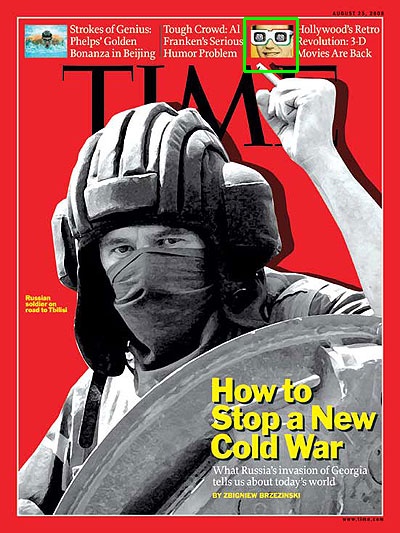 AUGUST 25, 2008
Strokes of Genius:
Phelps' Golden
Bonanza in Beijing
Tough Crowd: Al
Franken's Serious
Humor Problem
Hollywood's Retro
Revolution: 3-D
Movies Are Back
TIME
Russian
soldier on
road to Tbilisi
How to
Stop a New
Cold War
What Russia's invasion of Georgia
tells us about today's world
BY ZBIGNIEW BRZEZINSKI
www.time.com